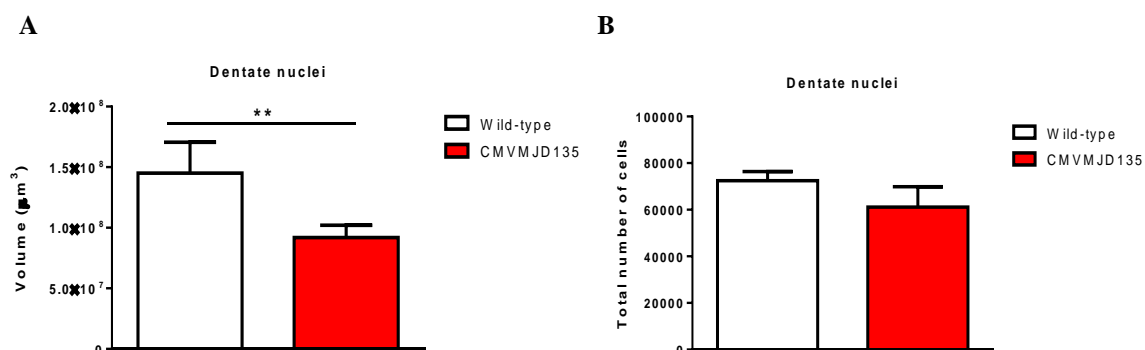 A
Dentate nuclei
2.0×10⁸
1.5×10⁸
1.0×10⁸
5.0×10⁷
0
Volume (µm³)
**
Wild-type
CMVMJD135
B
Dentate nuclei
100000
80000
60000
40000
20000
0
Total number of cells
Wild-type
CMVMJD135